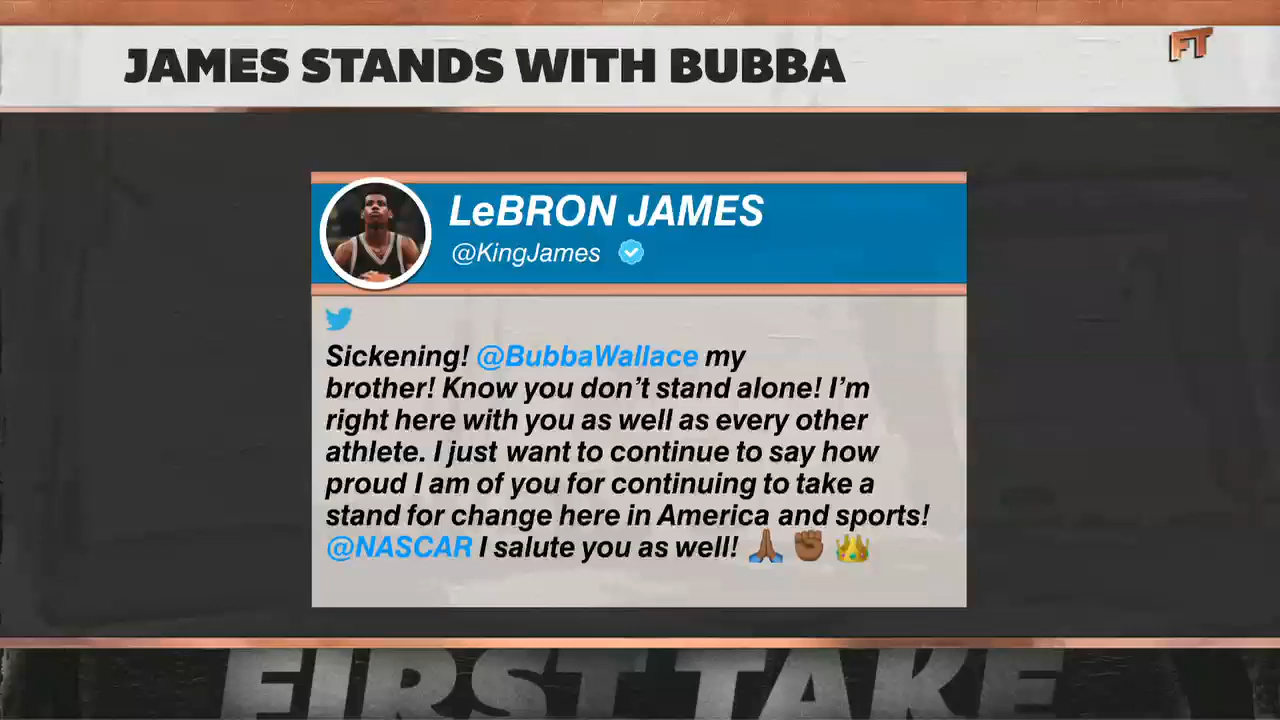 JAMES STANDS WITH BUBBA
FT
LeBRON JAMES
@KingJames
Sickening! @BubbaWallace my
brother! Know you don't stand alone! I'm
right here with you as well as every other
athlete. I just want to continue to say how
proud I am of you for continuing to take a
stand for change here in America and sports!
@NASCAR I salute you as well! 🙏🏾✊🏾👑
FIRST TAKE